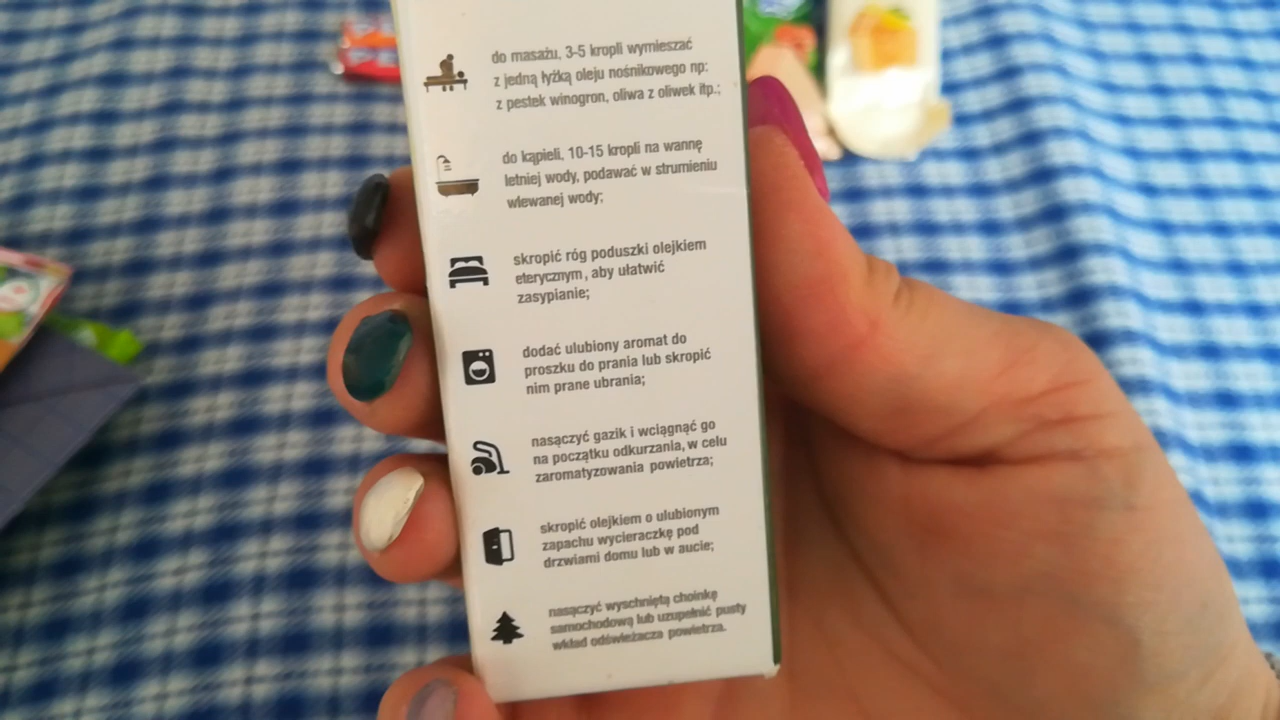 do masażu, 3-5 kropli wymieszać
z jedną łyżką oleju nośnikowego np:
z pestek winogron, oliwa z oliwek itp.;
do kąpieli, 10-15 kropli na wannę
letniej wody, podawać w strumieniu
wlewanej wody;
skropić róg poduszki olejkiem
eterycznym, aby ułatwić
zasypianie;
dodać ulubiony aromat do
proszku do prania lub skropić
nim prane ubrania;
nasączyć gazik i wciągnąć go
na początku odkurzania, w celu
zaromatyzowania powietrza;
skropić olejkiem o ulubionym
zapachu wycieraczkę pod
drzwiami domu lub w aucie;
nasączyć wyschniętą choinkę
samochodową lub uzupełnić pusty
wkład odświeżacza powietrza.